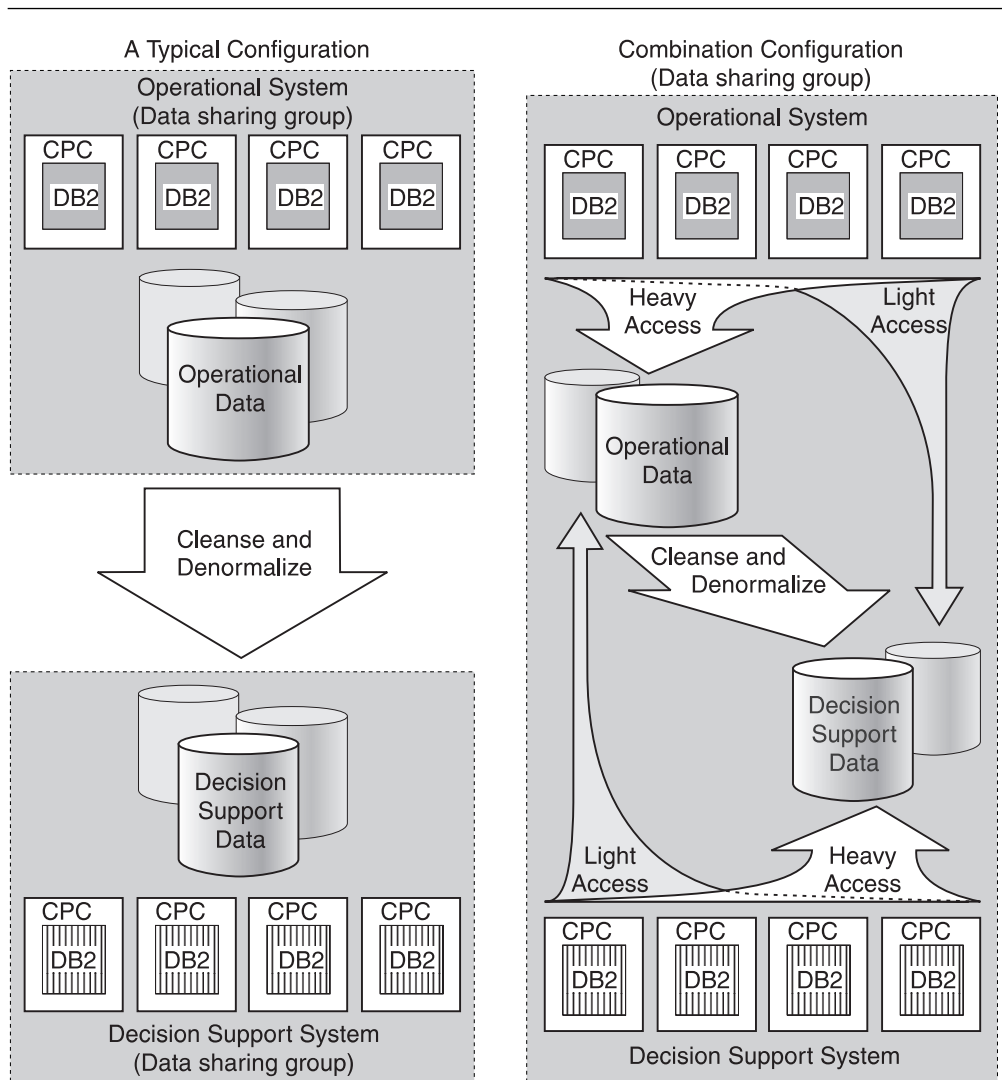 A Typical Configuration
Operational System
(Data sharing group)
CPC CPC CPC CPC
DB2 DB2 DB2 DB2
Operational
Data
Cleanse and
Denormalize
Decision
Support
Data
CPC CPC CPC CPC
DB2 DB2 DB2 DB2
Decision Support System
(Data sharing group)
Combination Configuration
(Data sharing group)
Operational System
CPC CPC CPC CPC
DB2 DB2 DB2 DB2
Heavy
Access
Light
Access
Operational
Data
Cleanse and
Denormalize
Decision
Support
Data
Light
Access
Heavy
Access
CPC CPC CPC CPC
DB2 DB2 DB2 DB2
Decision Support System